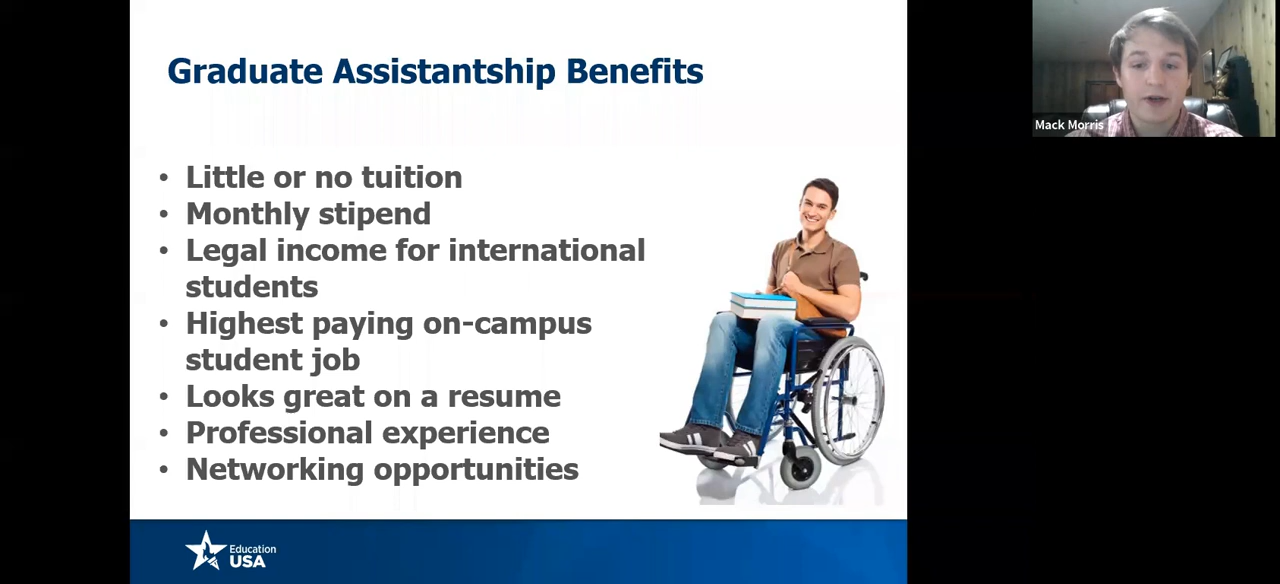 Graduate Assistantship Benefits
• Little or no tuition
• Monthly stipend
• Legal income for international
students
• Highest paying on-campus
student job
• Looks great on a resume
• Professional experience
• Networking opportunities
Education
USA
Mack Morris